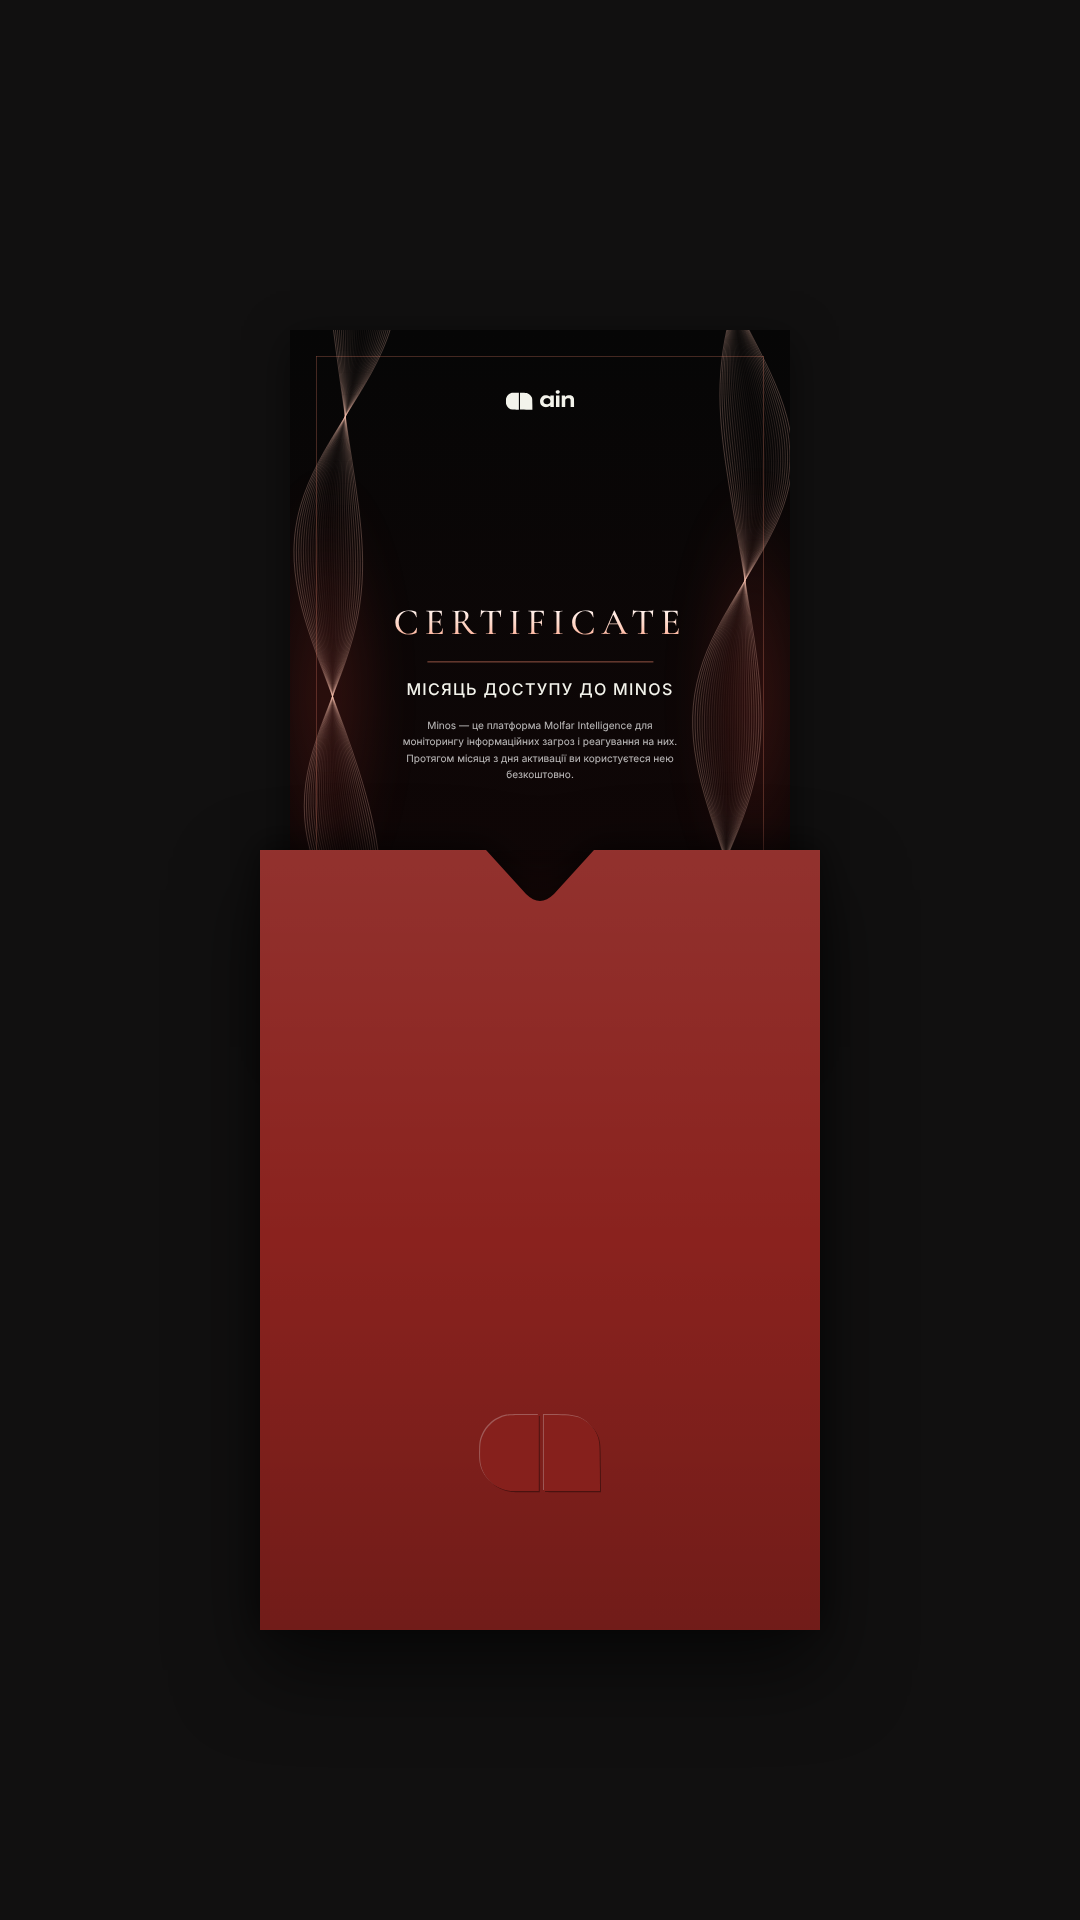 ain
CERTIFICATE
МІСЯЦЬ ДОСТУПУ ДО MINOS
Minos — це платформа Molfar Intelligence для
моніторингу інформаційних загроз і реагування на них.
Протягом місяця з дня активації ви користуєтеся нею
безкоштовно.